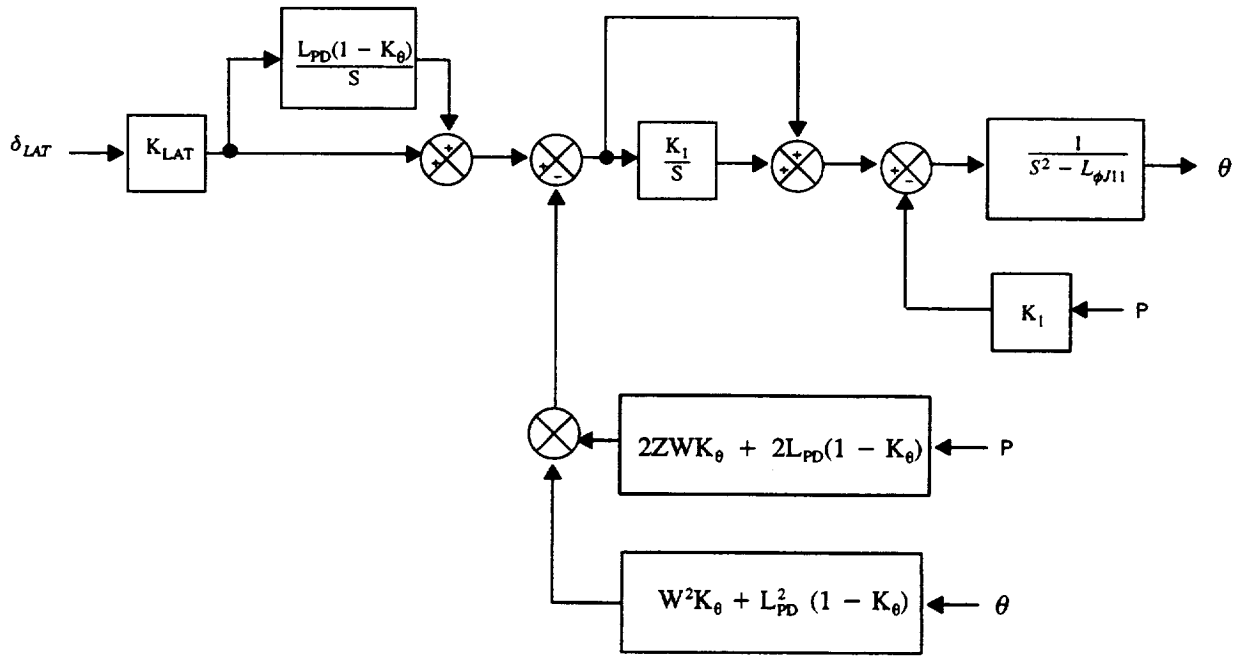 L_PD(1 - K_θ)
S
δ_LAT
K_LAT
+
+
+
-
K_1
S
+
+
+
-
1
S² - L_φJ11
θ
K_1
P
2ZWK_θ + 2L_PD(1 - K_θ)
P
W²K_θ + L²_PD (1 - K_θ)
θ